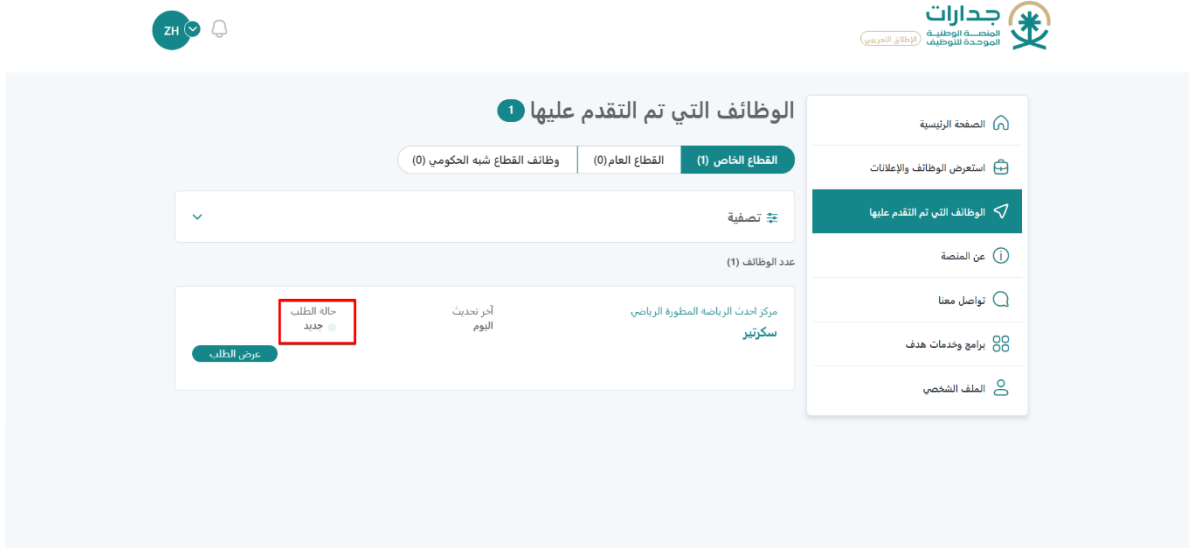 جدارات
المنصة الوطنية
الموحدة للتوظيف (الإطلاق التجريبي)
ZH
الصفحة الرئيسية
استعرض الوظائف والإعلانات
الوظائف التي تم التقدم عليها
عن المنصة
تواصل معنا
برامج وخدمات هدف
الملف الشخصي
الوظائف التي تم التقدم عليها 1
القطاع الخاص (1) القطاع العام(0) وظائف القطاع شبه الحكومي (0)
تصفية
عدد الوظائف (1)
مركز احدث الرياضة المطورة الرياضي آخر تحديث حالة الطلب
سكرتير اليوم جديد
عرض الطلب